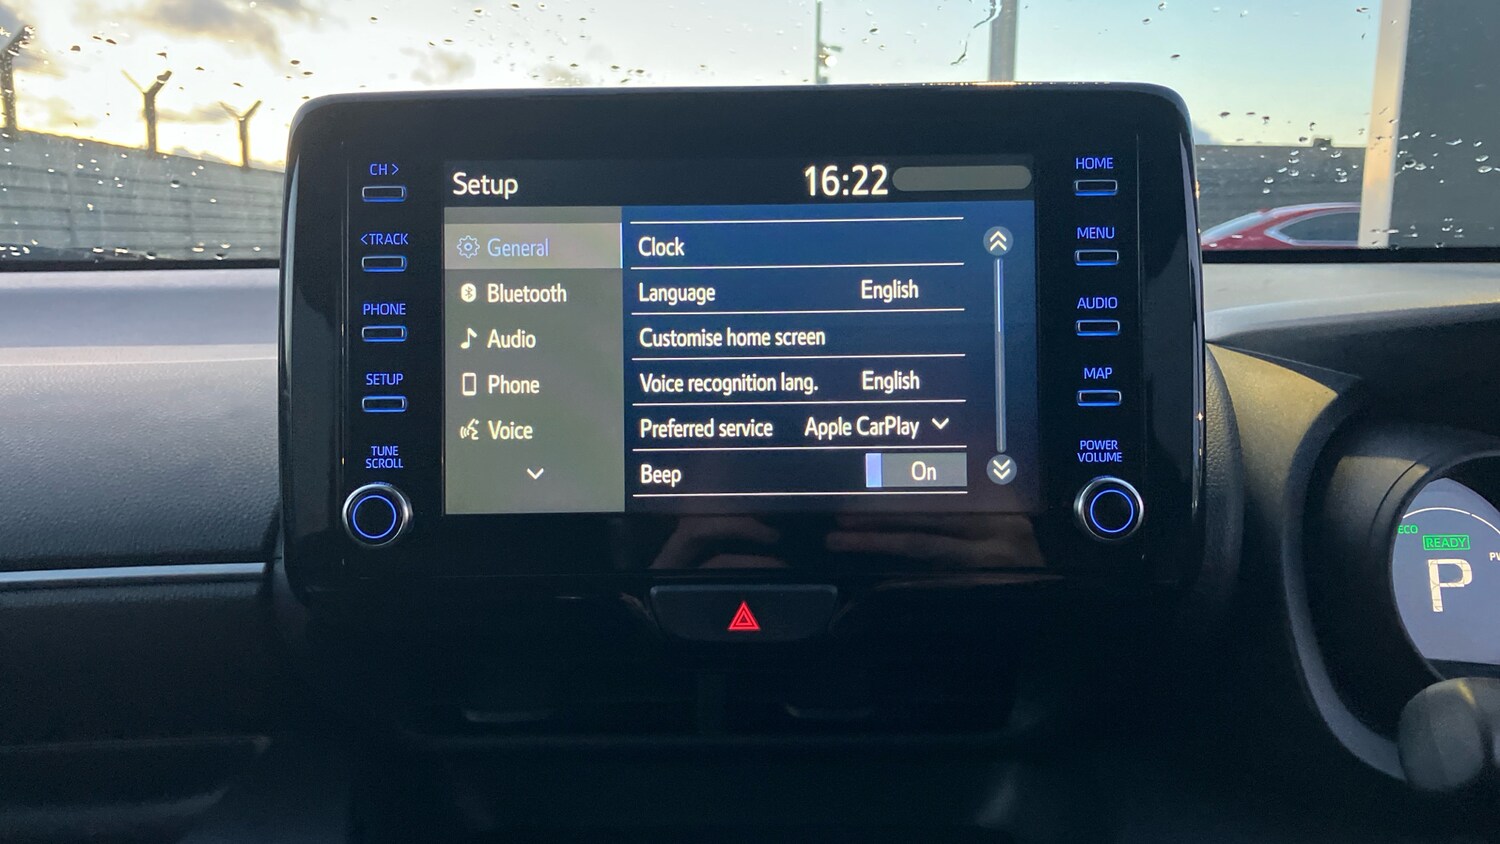 CH >
<TRACK
PHONE
SETUP
TUNE
SCROLL
Setup
16:22
General
Bluetooth
Audio
Phone
Voice
Clock
Language English
Customise home screen
Voice recognition lang. English
Preferred service Apple CarPlay
Beep On
HOME
MENU
AUDIO
MAP
POWER
VOLUME
ECO
READY
P